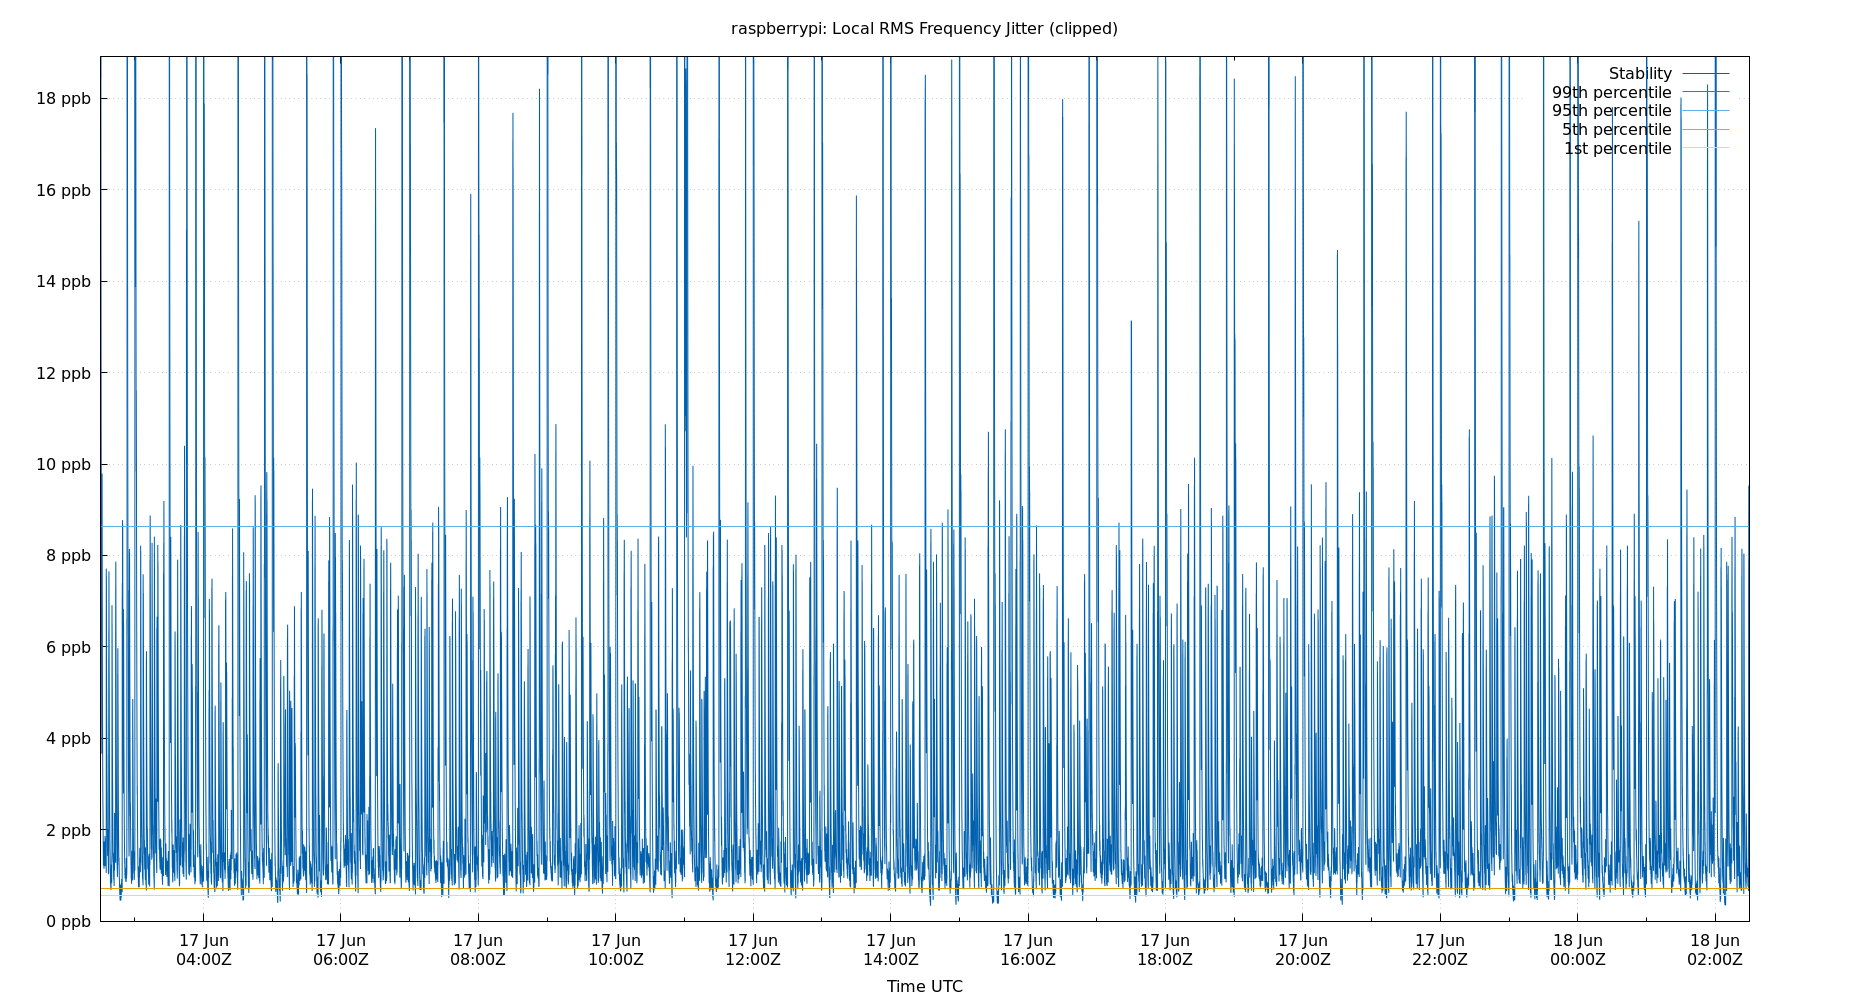 raspberrypi: Local RMS Frequency Jitter (clipped)
Stability
99th percentile
95th percentile
5th percentile
1st percentile
18 ppb
16 ppb
14 ppb
12 ppb
10 ppb
8 ppb
6 ppb
4 ppb
2 ppb
0 ppb
17 Jun 17 Jun 17 Jun 17 Jun 17 Jun 17 Jun 17 Jun 17 Jun 17 Jun 17 Jun 18 Jun 18 Jun
04:00Z 06:00Z 08:00Z 10:00Z 12:00Z 14:00Z 16:00Z 18:00Z 20:00Z 22:00Z 00:00Z 02:00Z
Time UTC